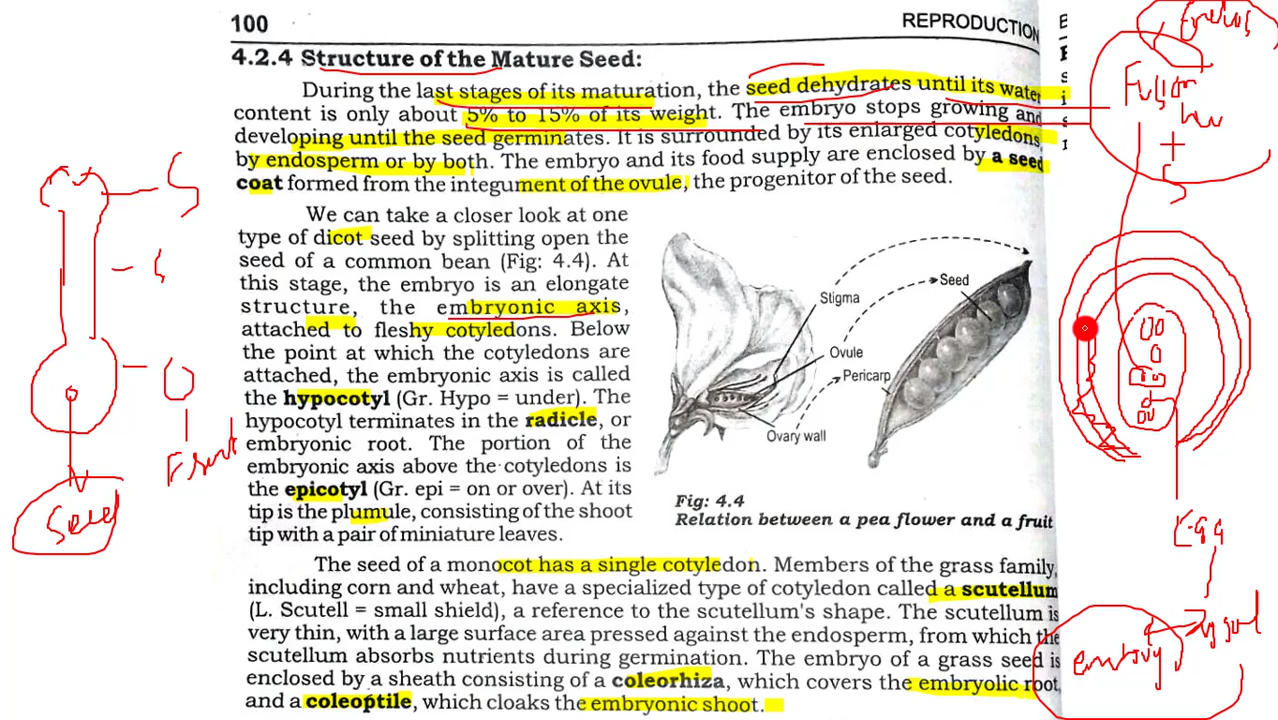 100
REPRODUCTION
4.2.4 Structure of the Mature Seed:
During the last stages of its maturation, the seed dehydrates until its water
content is only about 5% to 15% of its weight. The embryo stops growing and
developing until the seed germinates. It is surrounded by its enlarged cotyledons,
by endosperm or by both. The embryo and its food supply are enclosed by a seed
coat formed from the integument of the ovule, the progenitor of the seed.
We can take a closer look at one
type of dicot seed by splitting open the
seed of a common bean (Fig: 4.4). At
this stage, the embryo is an elongate
structure, the embryonic axis,
attached to fleshy cotyledons. Below
the point at which the cotyledons are
attached, the embryonic axis is called
the hypocotyl (Gr. Hypo = under). The
hypocotyl terminates in the radicle, or
embryonic root. The portion of the
embryonic axis above the cotyledons is
the epicotyl (Gr. epi = on or over). At its
tip is the plumule, consisting of the shoot
tip with a pair of miniature leaves.
Stigma
Seed
Ovule
Pericarp
Ovary wall
Fig: 4.4
Relation between a pea flower and a fruit
The seed of a monocot has a single cotyledon. Members of the grass family,
including corn and wheat, have a specialized type of cotyledon called a scutellum
(L. Scutell = small shield), a reference to the scutellum's shape. The scutellum is
very thin, with a large surface area pressed against the endosperm, from which the
scutellum absorbs nutrients during germination. The embryo of a grass seed is
enclosed by a sheath consisting of a coleorhiza, which covers the embryolic root,
and a coleoptile, which cloaks the embryonic shoot.
S
S
O
Seed
Fusion
+
Egg